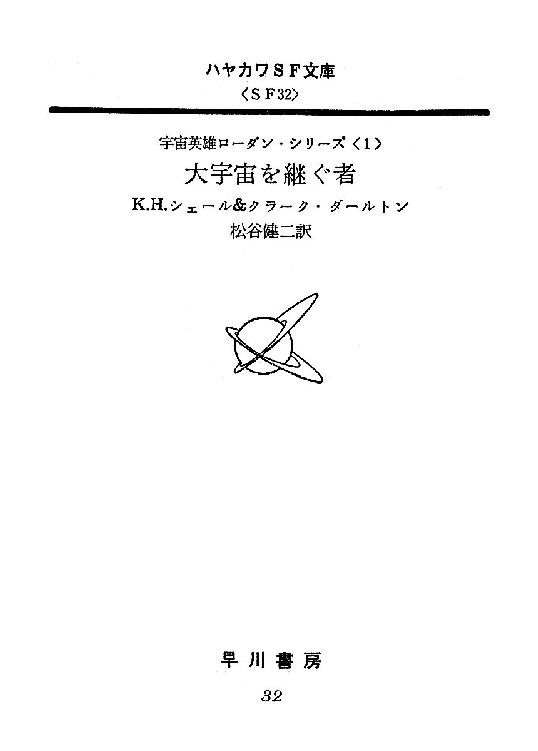 ハヤカワSF文庫
〈SF32〉
宇宙英雄ローダン・シリーズ〈1〉
大宇宙を継ぐ者
K.H.シェール&クラーク・ダールトン
松谷健二訳
早川書房
32